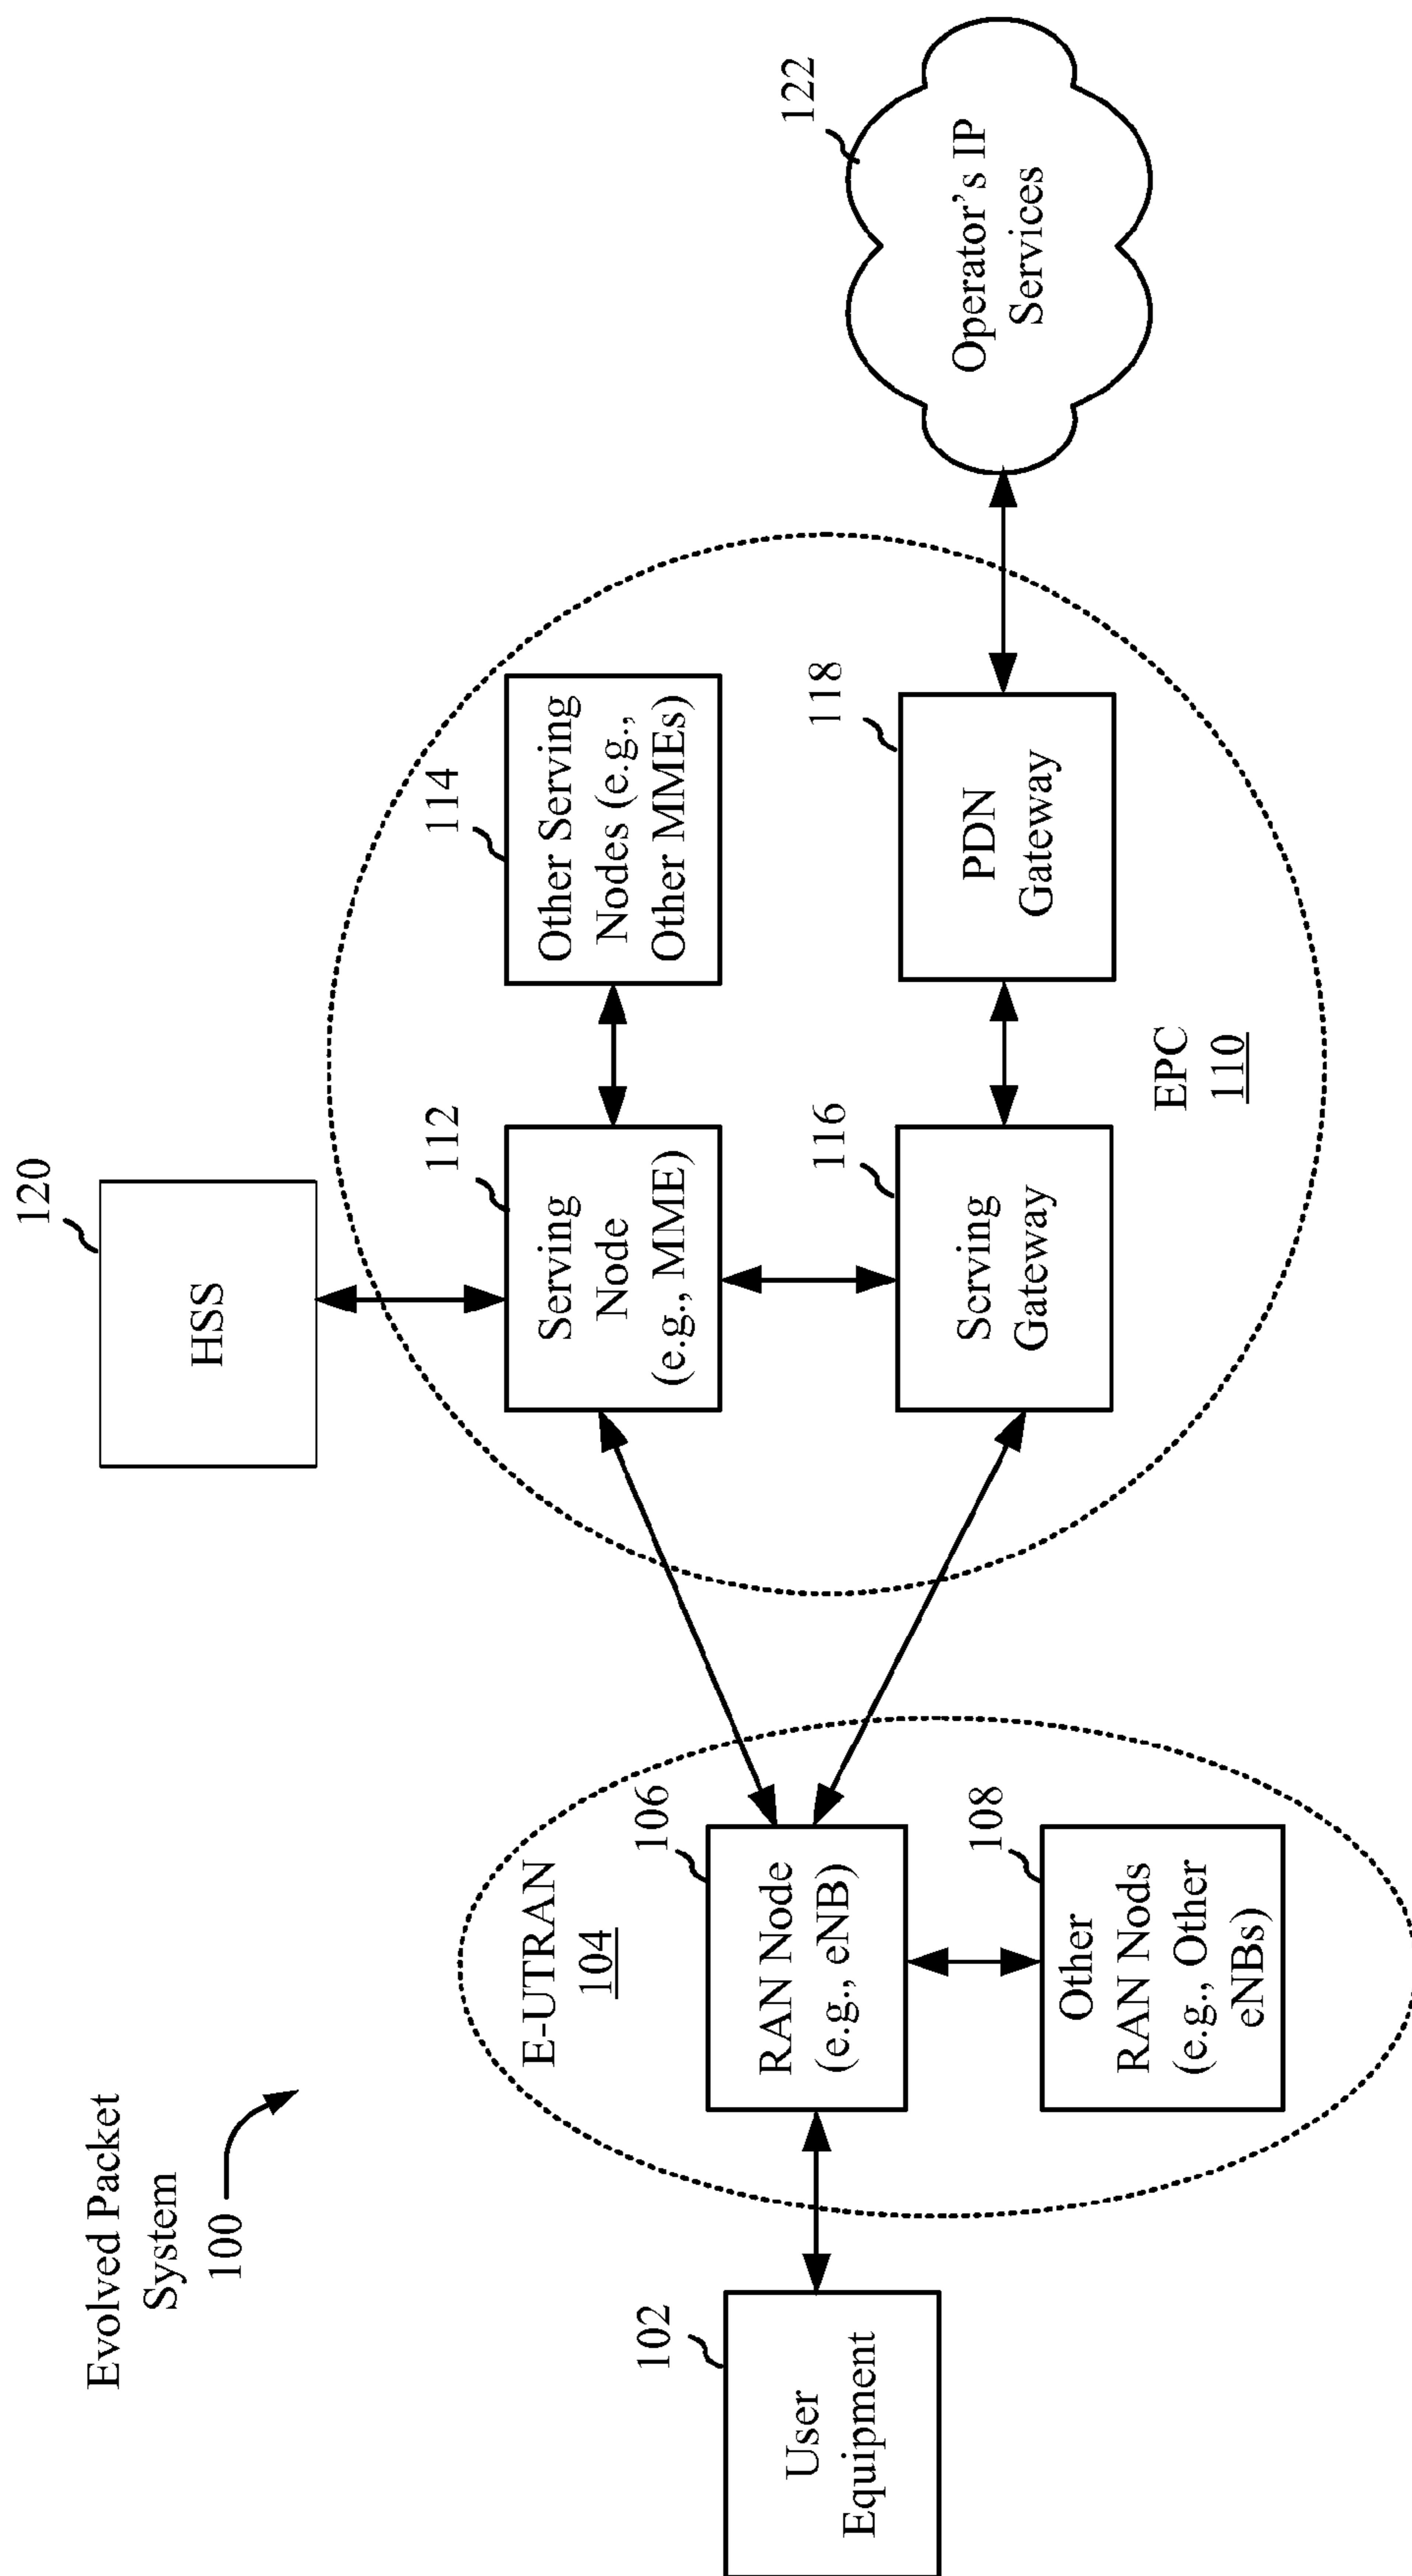 Evolved Packet
System
100
120
HSS
112
Serving
Node
(e.g., MME)
114
Other Serving
Nodes (e.g.,
Other MMEs)
E-UTRAN
104
106
RAN Node
(e.g., eNB)
108
Other
RAN Nods
(e.g., Other
eNBs)
102
User
Equipment
116
Serving
Gateway
118
PDN
Gateway
EPC
110
122
Operator's IP
Services